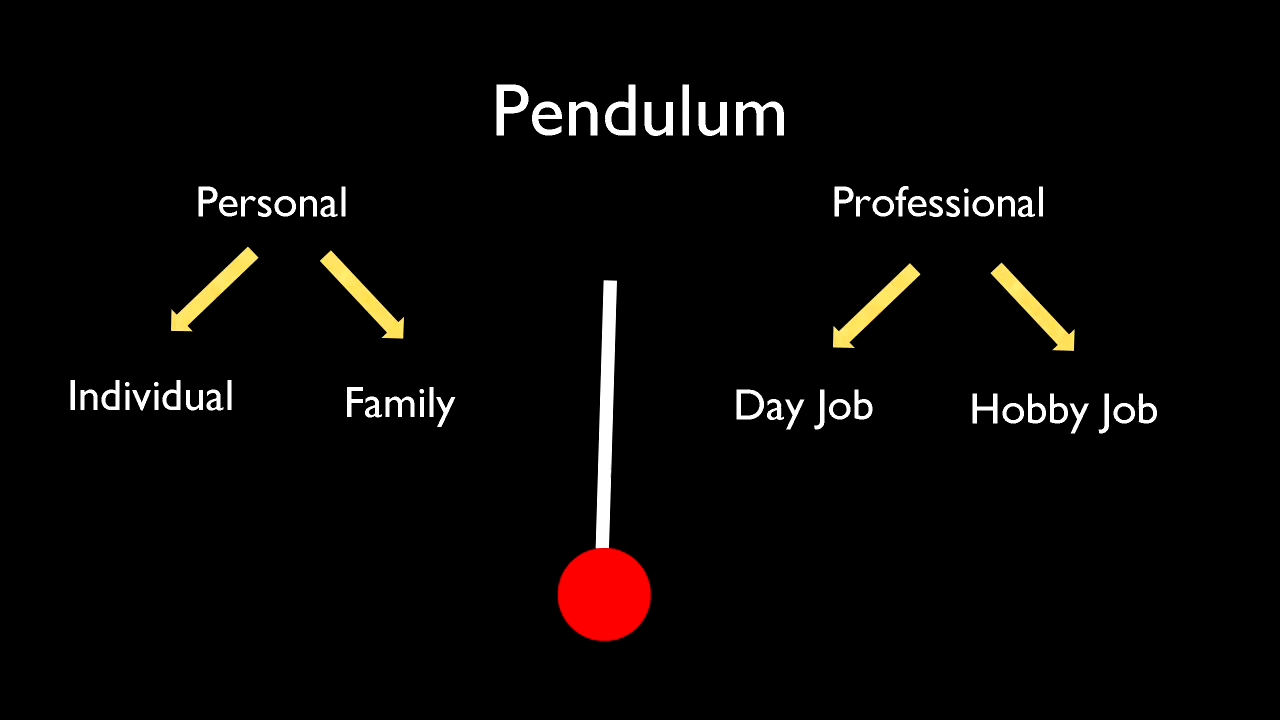 Pendulum
Personal
Professional
Individual
Family
Day Job
Hobby Job